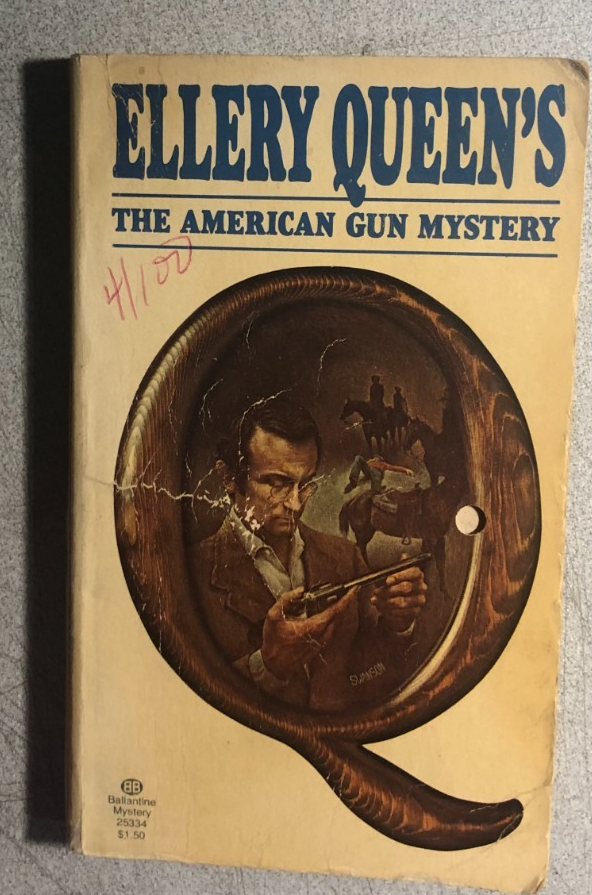 ELLERY QUEEN'S
THE AMERICAN GUN MYSTERY
4/100
SWANSON
BB
Ballantine
Mystery
25334
$1.50